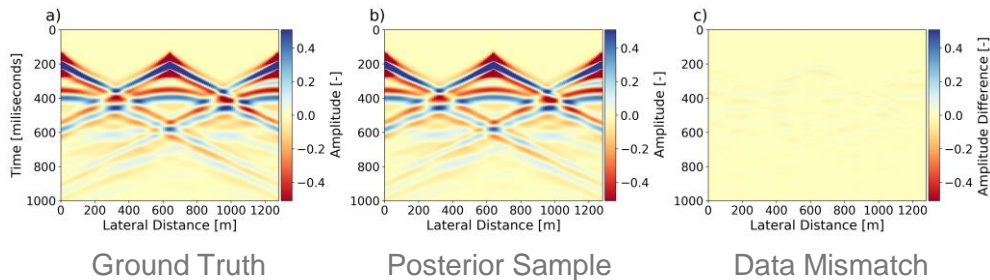 a)
b)
c)
0
200
400
600
800
1000
Time [miliseconds]
0 200 400 600 800 1000 1200
Lateral Distance [m]
0.4
0.2
0.0
−0.2
−0.4
Amplitude [-]
0
200
400
600
800
1000
0 200 400 600 800 1000 1200
Lateral Distance [m]
0.4
0.2
0.0
−0.2
−0.4
Amplitude [-]
0
200
400
600
800
1000
0 200 400 600 800 1000 1200
Lateral Distance [m]
0.4
0.2
0.0
−0.2
−0.4
Amplitude Difference [-]
Ground Truth
Posterior Sample
Data Mismatch